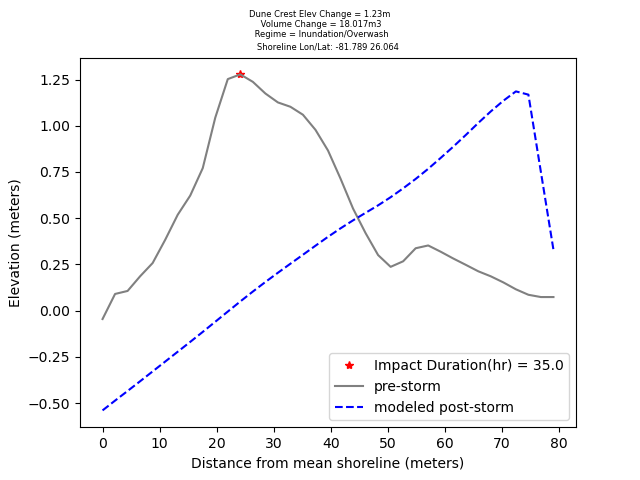 Dune Crest Elev Change = 1.23m
Volume Change = 18.017m3
Regime = Inundation/Overwash
Shoreline Lon/Lat: -81.789 26.064
1.25
1.00
0.75
0.50
0.25
0.00
−0.25
−0.50
Elevation (meters)
Impact Duration(hr) = 35.0
pre-storm
modeled post-storm
0 10 20 30 40 50 60 70 80
Distance from mean shoreline (meters)